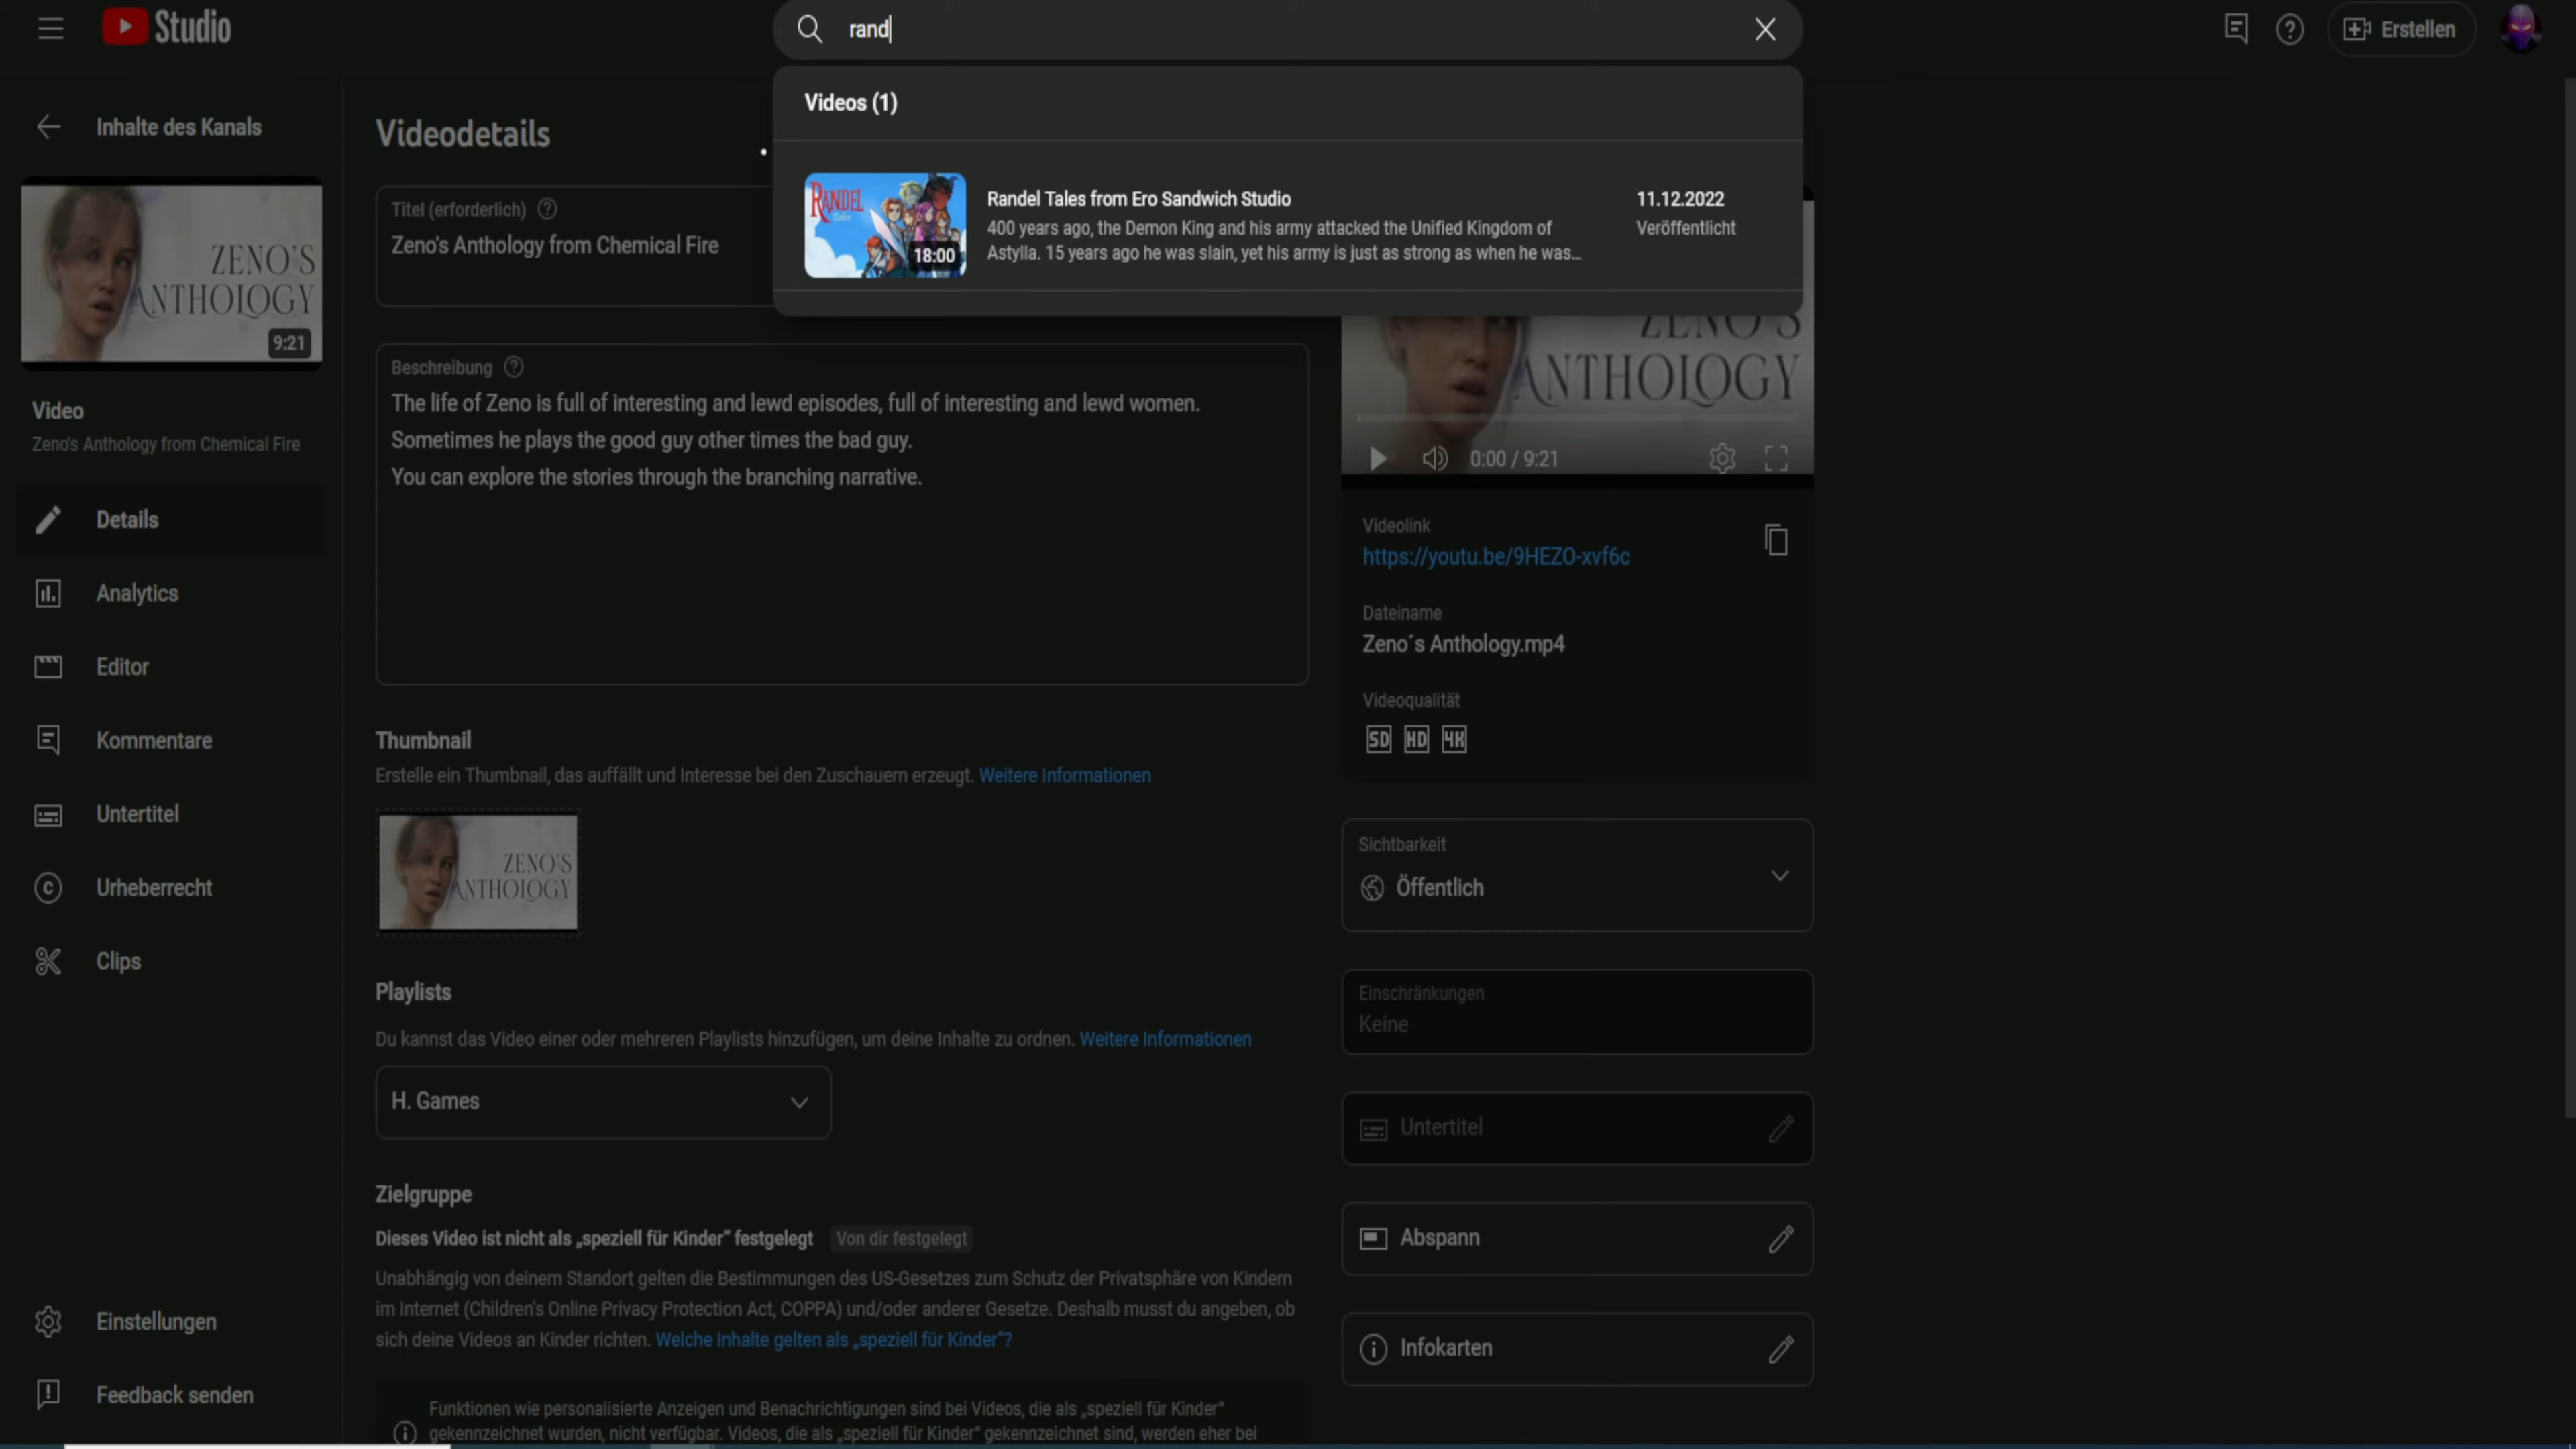 Studio
rand
Erstellen
Videos (1)
RANDEL
Tales
18:00
Randel Tales from Ero Sandwich Studio
400 years ago, the Demon King and his army attacked the Unified Kingdom of
Astylla. 15 years ago he was slain, yet his army is just as strong as when he was...
11.12.2022
Veröffentlicht
Inhalte des Kanals
ZENO'S
ANTHOLOGY
9:21
Video
Zeno's Anthology from Chemical Fire
Details
Analytics
Editor
Kommentare
Untertitel
Urheberrecht
Clips
Einstellungen
Feedback senden
Videodetails
Titel (erforderlich)
Zeno's Anthology from Chemical Fire
Beschreibung
The life of Zeno is full of interesting and lewd episodes, full of interesting and lewd women.
Sometimes he plays the good guy other times the bad guy.
You can explore the stories through the branching narrative.
Thumbnail
Erstelle ein Thumbnail, das auffällt und Interesse bei den Zuschauern erzeugt. Weitere Informationen
ZENO'S
ANTHOLOGY
Playlists
Du kannst das Video einer oder mehreren Playlists hinzufügen, um deine Inhalte zu ordnen. Weitere Informationen
H. Games
Zielgruppe
Dieses Video ist nicht als „speziell für Kinder“ festgelegt Von dir festgelegt
Unabhängig von deinem Standort gelten die Bestimmungen des US-Gesetzes zum Schutz der Privatsphäre von Kindern
im Internet (Children's Online Privacy Protection Act, COPPA) und/oder anderer Gesetze. Deshalb musst du angeben, ob
sich deine Videos an Kinder richten. Welche Inhalte gelten als „speziell für Kinder“?
Funktionen wie personalisierte Anzeigen und Benachrichtigungen sind bei Videos, die als „speziell für Kinder“
gekennzeichnet wurden, nicht verfügbar. Videos, die als „speziell für Kinder“ gekennzeichnet sind, werden eher bei
ZENO'S
ANTHOLOGY
0:00 / 9:21
Videolink
https://youtu.be/9HEZO-xvf6c
Dateiname
Zeno´s Anthology.mp4
Videoqualität
SD HD 4K
Sichtbarkeit
Öffentlich
Einschränkungen
Keine
Untertitel
Abspann
Infokarten